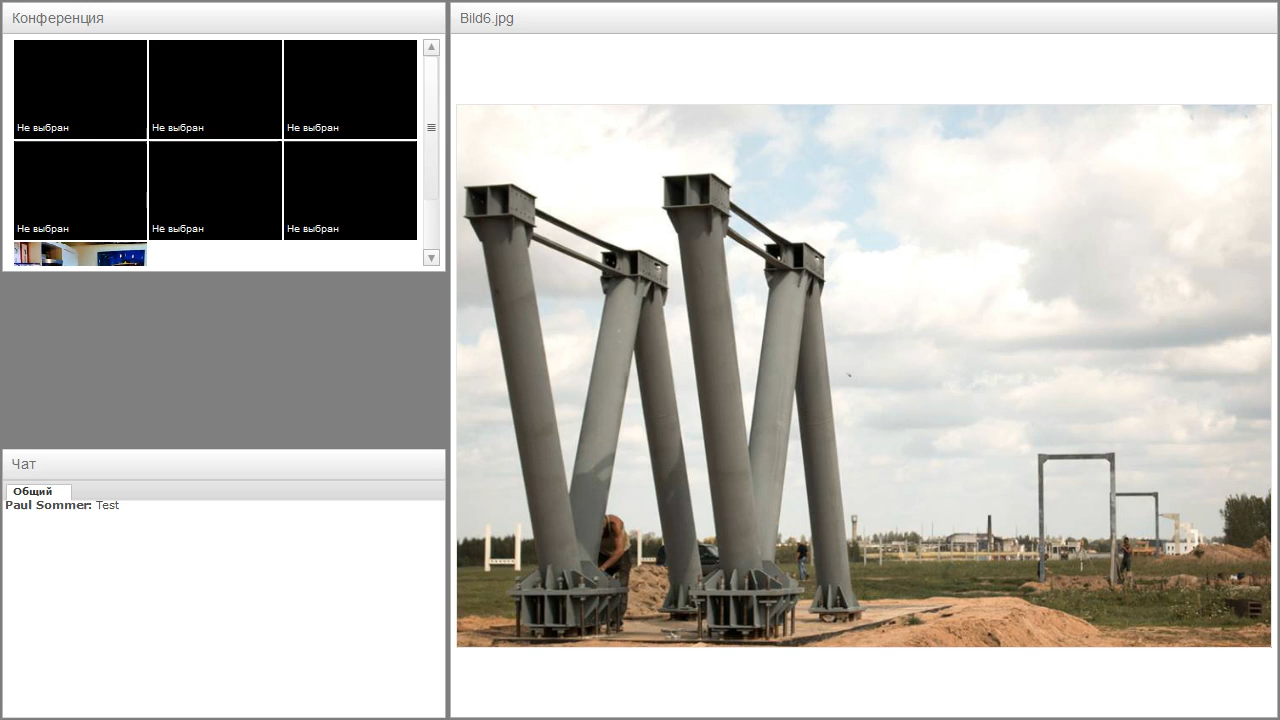 Конференция
Не выбран
Не выбран
Не выбран
Не выбран
Не выбран
Не выбран
Чат
Общий
Paul Sommer: Test
Bild6.jpg